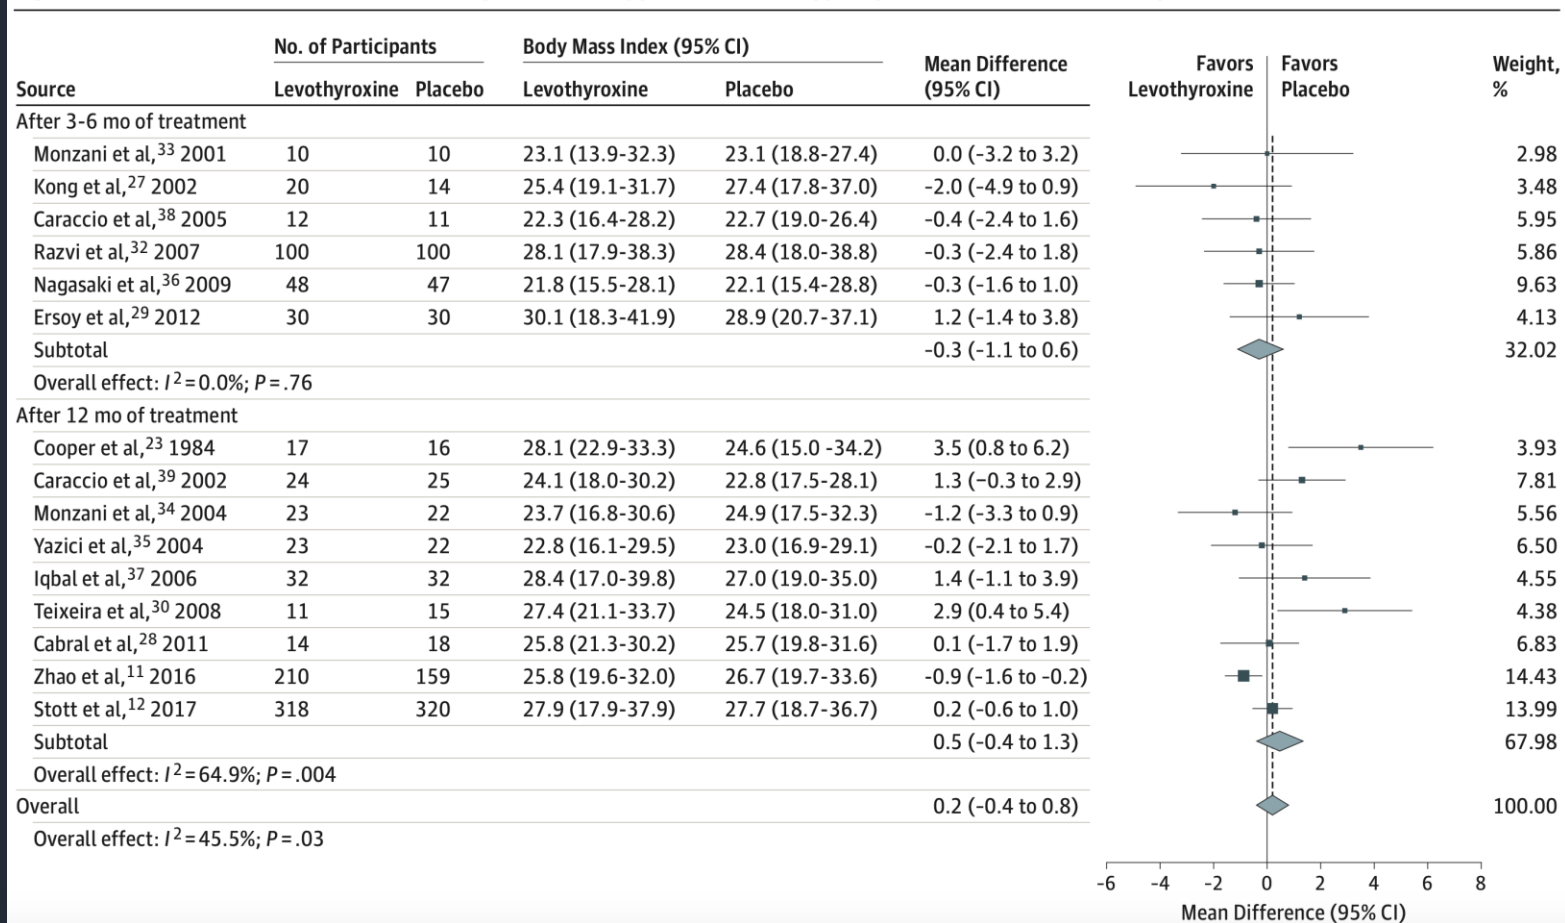 No. of Participants Body Mass Index (95% CI)
Mean Difference (95% CI) Favors Levothyroxine Favors Placebo Weight, %
Source Levothyroxine Placebo Levothyroxine Placebo
After 3-6 mo of treatment
Monzani et al,33 2001 10 10 23.1 (13.9-32.3) 23.1 (18.8-27.4) 0.0 (-3.2 to 3.2) 2.98
Kong et al,27 2002 20 14 25.4 (19.1-31.7) 27.4 (17.8-37.0) -2.0 (-4.9 to 0.9) 3.48
Caraccio et al,38 2005 12 11 22.3 (16.4-28.2) 22.7 (19.0-26.4) -0.4 (-2.4 to 1.6) 5.95
Razvi et al,32 2007 100 100 28.1 (17.9-38.3) 28.4 (18.0-38.8) -0.3 (-2.4 to 1.8) 5.86
Nagasaki et al,36 2009 48 47 21.8 (15.5-28.1) 22.1 (15.4-28.8) -0.3 (-1.6 to 1.0) 9.63
Ersoy et al,29 2012 30 30 30.1 (18.3-41.9) 28.9 (20.7-37.1) 1.2 (-1.4 to 3.8) 4.13
Subtotal -0.3 (-1.1 to 0.6) 32.02
Overall effect: I2=0.0%; P=.76
After 12 mo of treatment
Cooper et al,23 1984 17 16 28.1 (22.9-33.3) 24.6 (15.0 -34.2) 3.5 (0.8 to 6.2) 3.93
Caraccio et al,39 2002 24 25 24.1 (18.0-30.2) 22.8 (17.5-28.1) 1.3 (−0.3 to 2.9) 7.81
Monzani et al,34 2004 23 22 23.7 (16.8-30.6) 24.9 (17.5-32.3) -1.2 (-3.3 to 0.9) 5.56
Yazici et al,35 2004 23 22 22.8 (16.1-29.5) 23.0 (16.9-29.1) -0.2 (-2.1 to 1.7) 6.50
Iqbal et al,37 2006 32 32 28.4 (17.0-39.8) 27.0 (19.0-35.0) 1.4 (-1.1 to 3.9) 4.55
Teixeira et al,30 2008 11 15 27.4 (21.1-33.7) 24.5 (18.0-31.0) 2.9 (0.4 to 5.4) 4.38
Cabral et al,28 2011 14 18 25.8 (21.3-30.2) 25.7 (19.8-31.6) 0.1 (-1.7 to 1.9) 6.83
Zhao et al,11 2016 210 159 25.8 (19.6-32.0) 26.7 (19.7-33.6) -0.9 (-1.6 to -0.2) 14.43
Stott et al,12 2017 318 320 27.9 (17.9-37.9) 27.7 (18.7-36.7) 0.2 (-0.6 to 1.0) 13.99
Subtotal 0.5 (-0.4 to 1.3) 67.98
Overall effect: I2=64.9%; P=.004
Overall 0.2 (-0.4 to 0.8) 100.00
Overall effect: I2=45.5%; P=.03
-6 -4 -2 0 2 4 6 8
Mean Difference (95% CI)